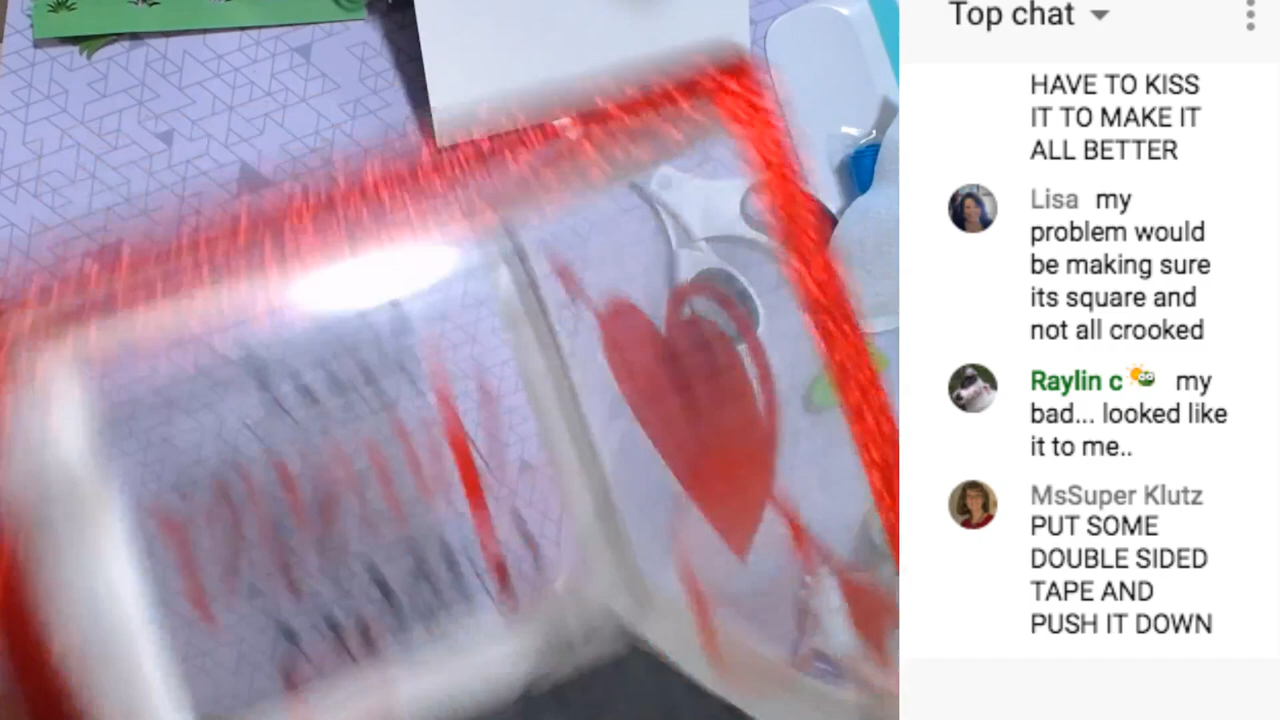 Top chat
HAVE TO KISS
IT TO MAKE IT
ALL BETTER
Lisa my
problem would
be making sure
its square and
not all crooked
Raylin c my
bad... looked like
it to me..
MsSuper Klutz
PUT SOME
DOUBLE SIDED
TAPE AND
PUSH IT DOWN